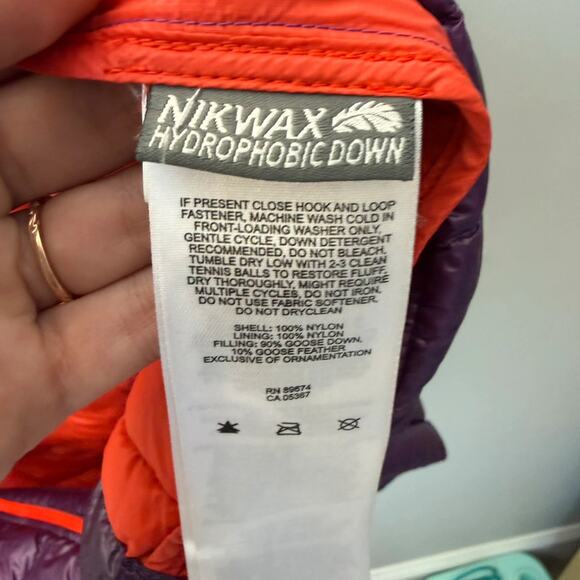 NIKWAX
HYDROPHOBIC DOWN
IF PRESENT CLOSE HOOK AND LOOP
FASTENER, MACHINE WASH COLD IN
FRONT-LOADING WASHER ONLY,
GENTLE CYCLE, DOWN DETERGENT
RECOMMENDED, DO NOT BLEACH.
TUMBLE DRY LOW WITH 2-3 CLEAN
TENNIS BALLS TO RESTORE FLUFF.
DRY THOROUGHLY, MIGHT REQUIRE
MULTIPLE CYCLES, DO NOT IRON.
DO NOT USE FABRIC SOFTENER.
DO NOT DRYCLEAN
SHELL: 100% NYLON
LINING: 100% NYLON
FILLING: 90% GOOSE DOWN.
10% GOOSE FEATHER
EXCLUSIVE OF ORNAMENTATION
RN 89674
CA 05367